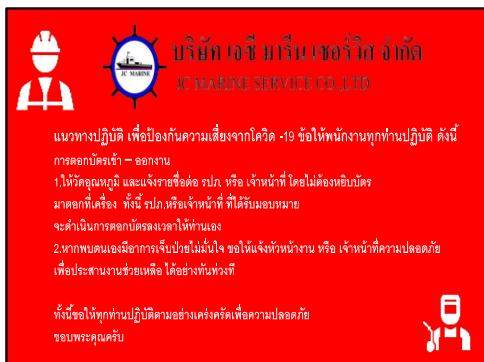 บริษัท เจซี มารีน เซอร์วิส จำกัด
JC MARINE SERVICE CO.,LTD
JC MARINE
แนวทางปฏิบัติ เพื่อป้องกันความเสี่ยงจากโควิด -19 ข้อให้พนักงานทุกท่านปฏิบัติ ดังนี้
การตอกบัตรเข้า – ออกงาน
1.ให้วัดอุณหภูมิ และแจ้งรายชื่อต่อ รปภ. หรือ เจ้าหน้าที่ โดยไม่ต้องหยิบบัตร
มาตอกที่เครื่อง ทั้งนี้ รปภ.หรือเจ้าหน้าที่ ที่ได้รับมอบหมาย
จะดำเนินการตอกบัตรลงเวลาให้ท่านเอง
2.หากพบตนเองมีอาการเจ็บป่วยไม่มั่นใจ ขอให้แจ้งหัวหน้างาน หรือ เจ้าหน้าที่ความปลอดภัย
เพื่อประสานงานช่วยเหลือ ได้อย่างทันท่วงที
ทั้งนี้ขอให้ทุกท่านปฏิบัติตามอย่างเคร่งครัดเพื่อความปลอดภัย
ขอบพระคุณครับ